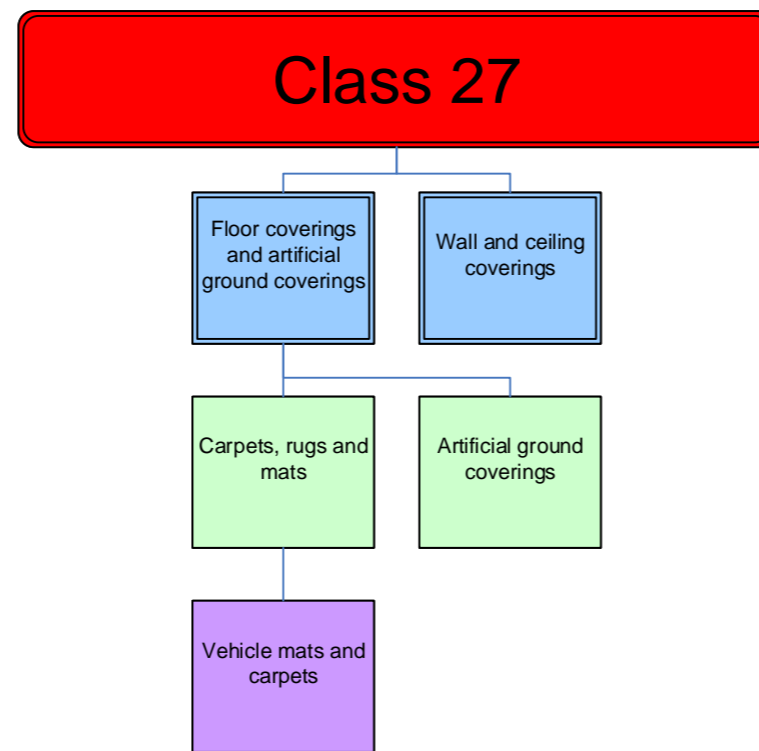 Class 27
Floor coverings
and artificial
ground coverings
Wall and ceiling
coverings
Carpets, rugs and
mats
Artificial ground
coverings
Vehicle mats and
carpets